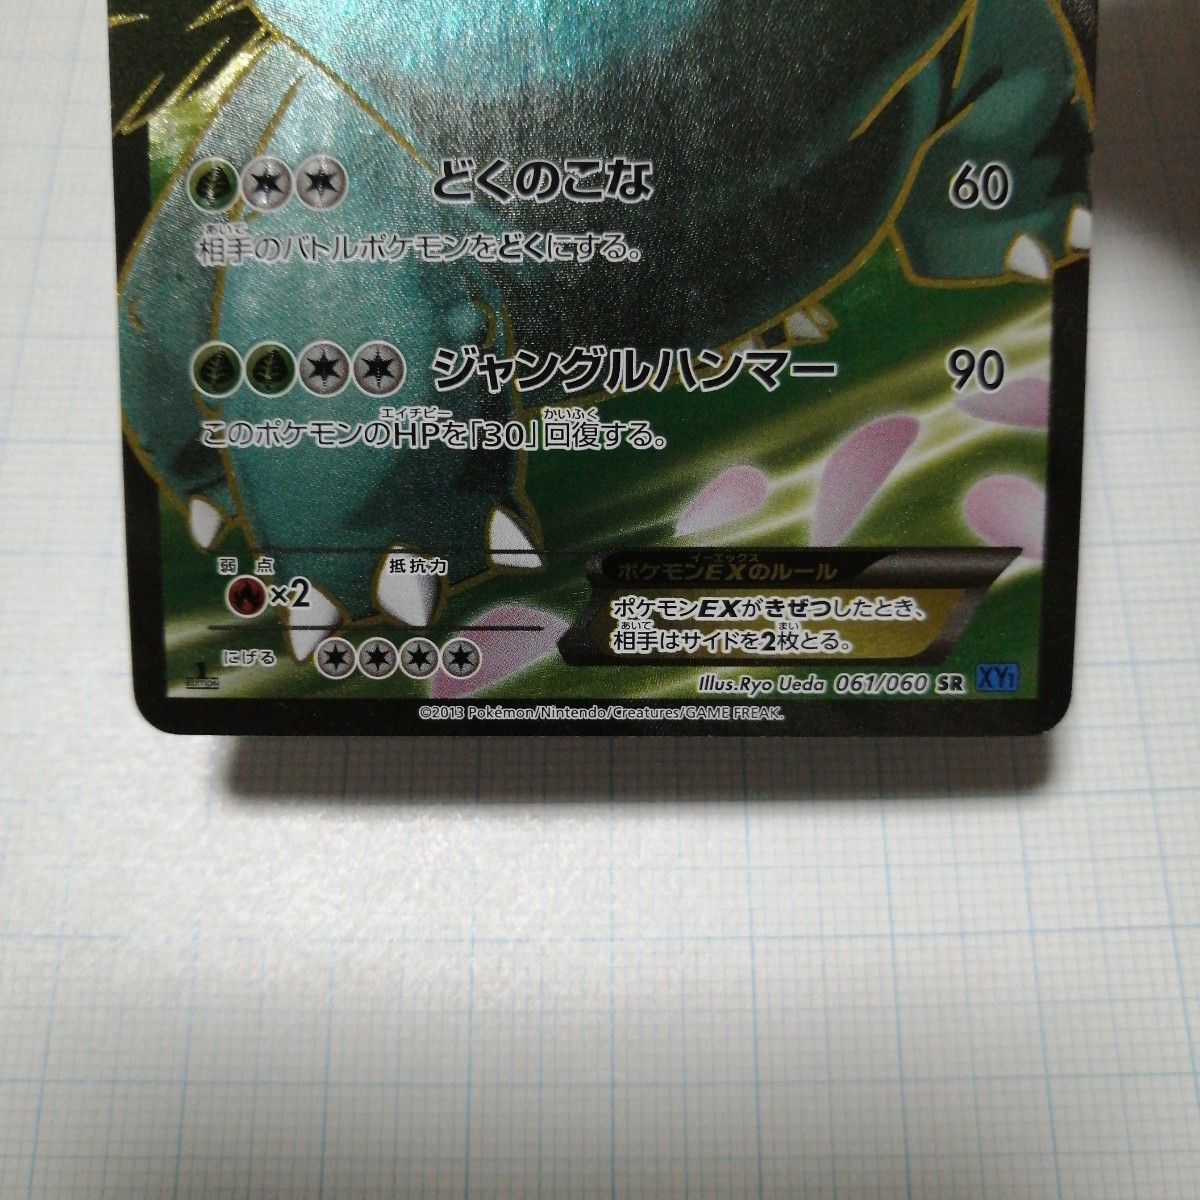 どくのこな 60
あいて
相手のバトルポケモンをどくにする。
ジャングルハンマー 90
エイチピー かいふく
このポケモンのHPを「30」回復する。
弱点 抵抗力
×2
にげる
イーエックス
ポケモンEXのルール
ポケモンEXがきぜつしたとき、
あいて まい
相手はサイドを2枚とる。
1 EDITION
Illus.Ryo Ueda 061/060 SR XY1
©2013 Pokémon/Nintendo/Creatures/GAME FREAK.